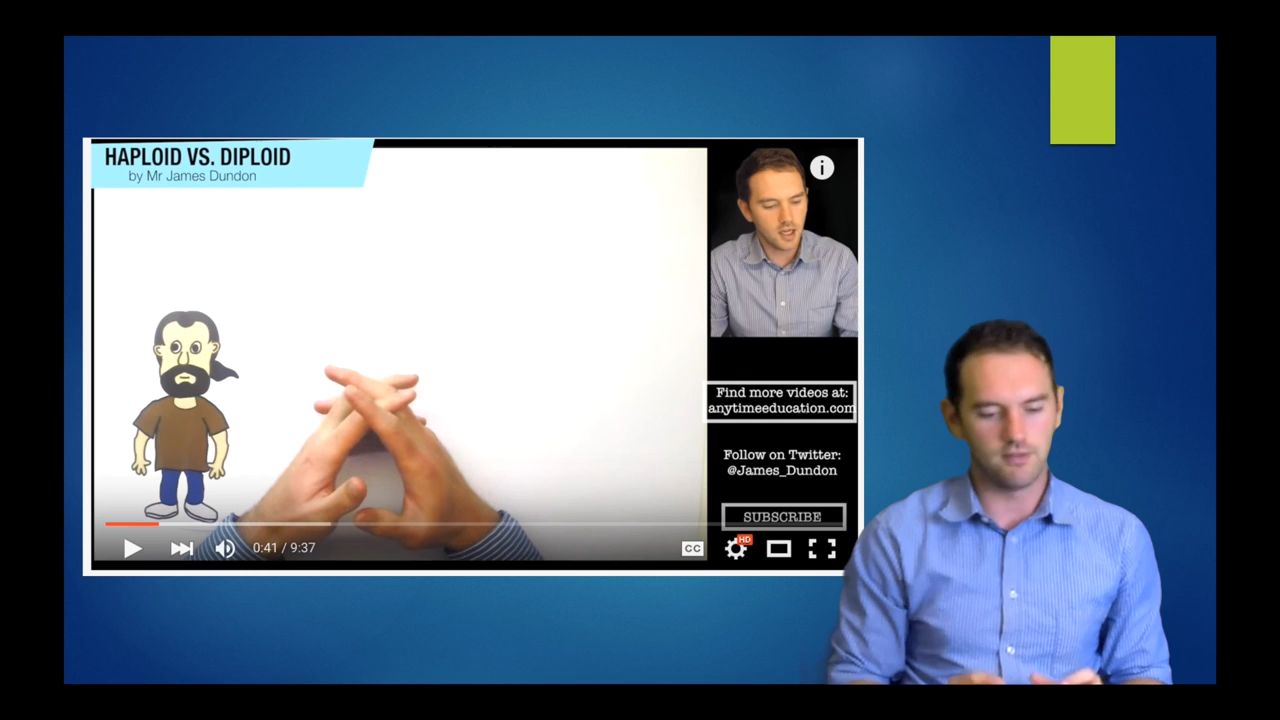 HAPLOID VS. DIPLOID
by Mr James Dundon
i
Find more videos at:
anytimeeducation.com
Follow on Twitter:
@James_Dundon
SUBSCRIBE
0:41 / 9:37
CC
HD